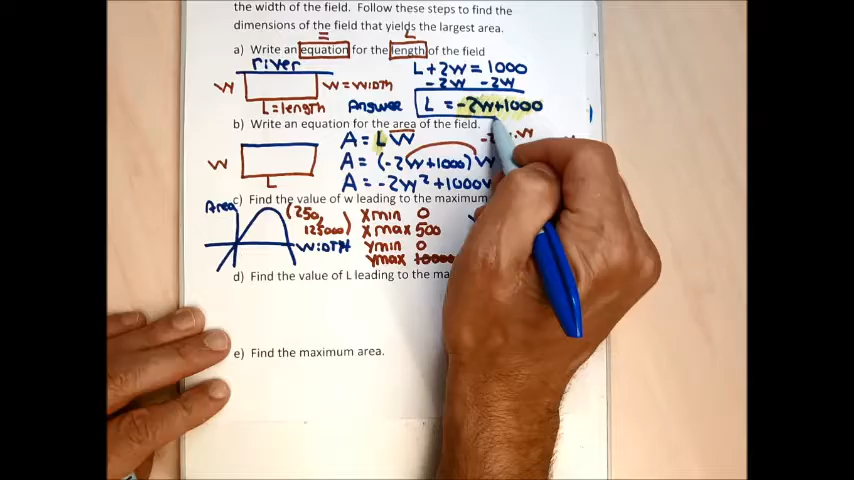 the width of the field. Follow these steps to find the
dimensions of the field that yields the largest area.
= L
a) Write an equation for the length of the field
river
L+2W=1000
-2W -2W
W W=WIDTH
L=length
Answer L = -2W+1000
b) Write an equation for the area of the field.
A = LW
W
A = (-2W+1000)W
L
A = -2W² +1000W
c) Find the value of w leading to the maximum
Area
(250,
125000)
Xmin 0
Xmax 500
WIDTH
Ymin 0
Ymax 10000
d) Find the value of L leading to the
e) Find the maximum area.